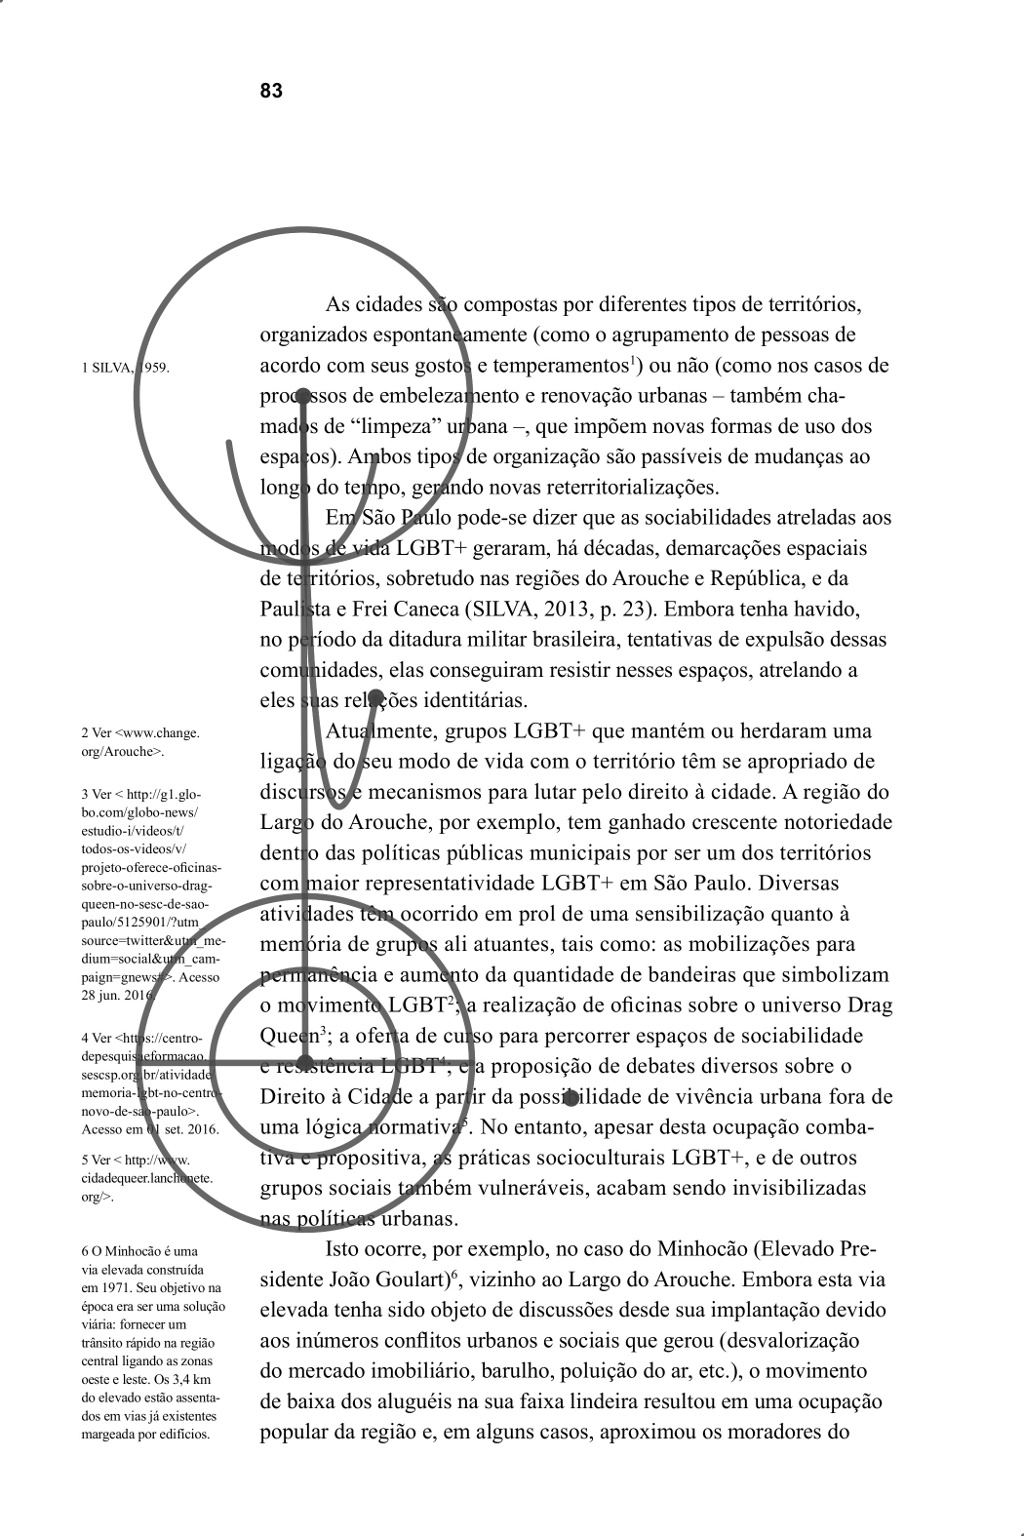 83
As cidades são compostas por diferentes tipos de territórios,
organizados espontaneamente (como o agrupamento de pessoas de
acordo com seus gostos e temperamentos¹) ou não (como nos casos de
processos de embelezamento e renovação urbanas – também cha-
mados de “limpeza” urbana –, que impõem novas formas de uso dos
espaços). Ambos tipos de organização são passíveis de mudanças ao
longo do tempo, gerando novas reterritorializações.
Em São Paulo pode-se dizer que as sociabilidades atreladas aos
modos de vida LGBT+ geraram, há décadas, demarcações espaciais
de territórios, sobretudo nas regiões do Arouche e República, e da
Paulista e Frei Caneca (SILVA, 2013, p. 23). Embora tenha havido,
no período da ditadura militar brasileira, tentativas de expulsão dessas
comunidades, elas conseguiram resistir nesses espaços, atrelando a
eles suas relações identitárias.
Atualmente, grupos LGBT+ que mantém ou herdaram uma
ligação do seu modo de vida com o território têm se apropriado de
discursos e mecanismos para lutar pelo direito à cidade. A região do
Largo do Arouche, por exemplo, tem ganhado crescente notoriedade
dentro das políticas públicas municipais por ser um dos territórios
com maior representatividade LGBT+ em São Paulo. Diversas
atividades têm ocorrido em prol de uma sensibilização quanto à
memória de grupos ali atuantes, tais como: as mobilizações para
permanência e aumento da quantidade de bandeiras que simbolizam
o movimento LGBT²; a realização de oficinas sobre o universo Drag
Queen³; a oferta de curso para percorrer espaços de sociabilidade
e resistência LGBT⁴; e a proposição de debates diversos sobre o
Direito à Cidade a partir da possibilidade de vivência urbana fora de
uma lógica normativa⁵. No entanto, apesar desta ocupação comba-
tiva e propositiva, as práticas socioculturais LGBT+, e de outros
grupos sociais também vulneráveis, acabam sendo invisibilizadas
nas políticas urbanas.
Isto ocorre, por exemplo, no caso do Minhocão (Elevado Pre-
sidente João Goulart)⁶, vizinho ao Largo do Arouche. Embora esta via
elevada tenha sido objeto de discussões desde sua implantação devido
aos inúmeros conflitos urbanos e sociais que gerou (desvalorização
do mercado imobiliário, barulho, poluição do ar, etc.), o movimento
de baixa dos aluguéis na sua faixa lindeira resultou em uma ocupação
popular da região e, em alguns casos, aproximou os moradores do
1 SILVA, 1959.
2 Ver <www.change.
org/Arouche>.
3 Ver < http://g1.glo-
bo.com/globo-news/
estudio-i/videos/t/
todos-os-videos/v/
projeto-oferece-oficinas-
sobre-o-universo-drag-
queen-no-sesc-de-sao-
paulo/5125901/?utm_
source=twitter&utm_me-
dium=social&utm_cam-
paign=gnews#>. Acesso
28 jun. 2016.
4 Ver <https://centro-
depesquisaeformacao.
sescsp.org.br/atividade/
memoria-lgbt-no-centro-
novo-de-sao-paulo>.
Acesso em 01 set. 2016.
5 Ver < http://www.
cidadequeer.lanchonete.
org/>.
6 O Minhocão é uma
via elevada construída
em 1971. Seu objetivo na
época era ser uma solução
viária: fornecer um
trânsito rápido na região
central ligando as zonas
oeste e leste. Os 3,4 km
do elevado estão assenta-
dos em vias já existentes
margeada por edifícios.